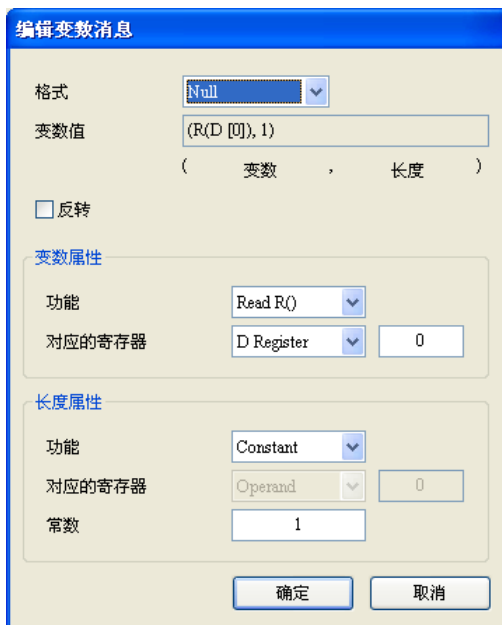 编辑变数消息
格式 Null
变数值 (R(D [0]), 1)
( 变数 , 长度 )
反转
变数属性
功能 Read R()
对应的寄存器 D Register 0
长度属性
功能 Constant
对应的寄存器 Operand 0
常数 1
确定 取消